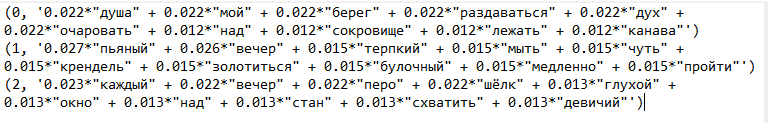 (0, '0.022*"душа" + 0.022*"мой" + 0.022*"берег" + 0.022*"раздаваться" + 0.022*"дух" +
0.022*"очаровать" + 0.012*"над" + 0.012*"сокровище" + 0.012*"лежать" + 0.012*"канава"')
(1, '0.027*"пьяный" + 0.026*"вечер" + 0.015*"терпкий" + 0.015*"мыть" + 0.015*"чуть" +
0.015*"крендель" + 0.015*"золотиться" + 0.015*"булочный" + 0.015*"медленно" + 0.015*"пройти"')
(2, '0.023*"каждый" + 0.022*"вечер" + 0.022*"перо" + 0.022*"шёлк" + 0.013*"глухой" +
0.013*"окно" + 0.013*"над" + 0.013*"стан" + 0.013*"схватить" + 0.013*"девичий"')